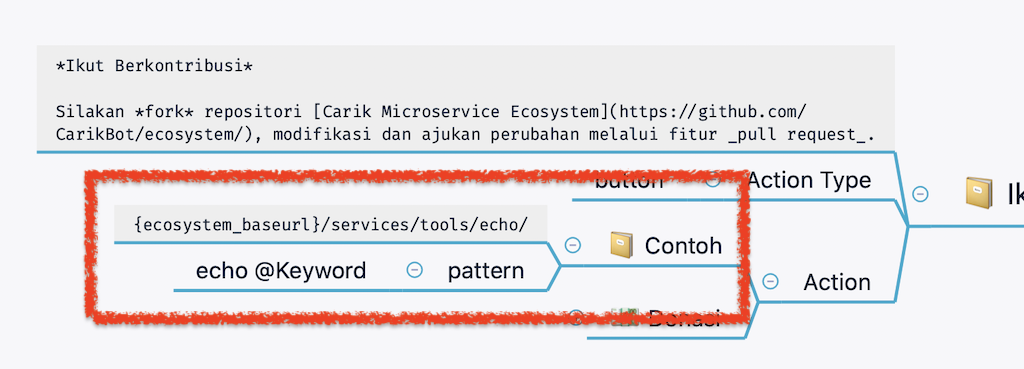 *Ikut Berkontribusi*
Silakan *fork* repositori [Carik Microservice Ecosystem](https://github.com/
CarikBot/ecosystem/), modifikasi dan ajukan perubahan melalui fitur _pull request_.
button Action Type
Ik
{ecosystem_baseurl}/services/tools/echo/
Contoh
echo @Keyword pattern
Action
Donasi